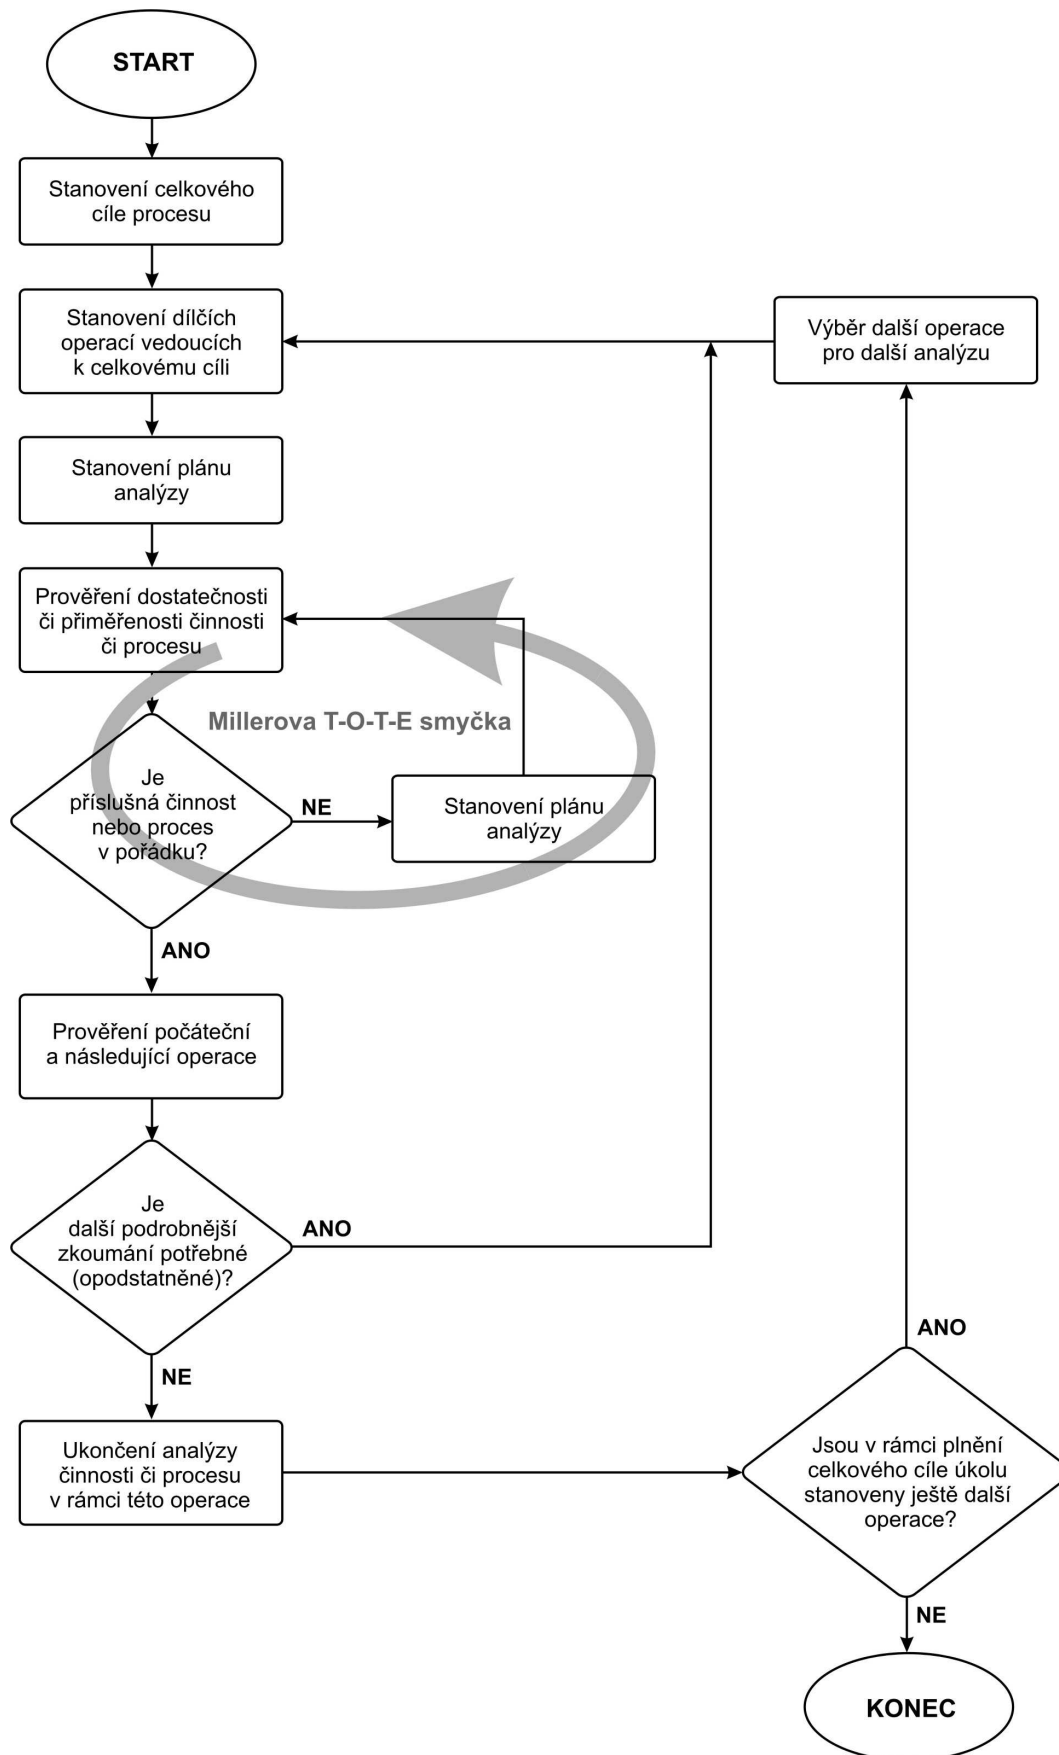 START
Stanovení celkového
cíle procesu
Stanovení dílčích
operací vedoucích
k celkovému cíli
Výběr další operace
pro další analýzu
Stanovení plánu
analýzy
Prověření dostatečnosti
či přiměřenosti činnosti
či procesu
Millerova T-O-T-E smyčka
Je
příslušná činnost
nebo proces
v pořádku?
NE
Stanovení plánu
analýzy
ANO
Prověření počáteční
a následující operace
Je
další podrobnější
zkoumání potřebné
(opodstatněné)?
ANO
NE
Ukončení analýzy
činnosti či procesu
v rámci této operace
ANO
Jsou v rámci plnění
celkového cíle úkolu
stanoveny ještě další
operace?
NE
KONEC